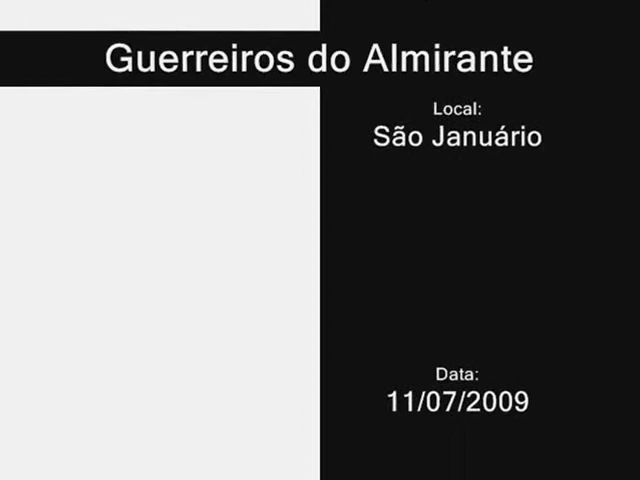 Guerreiros do Almirante
Local:
São Januário
Data:
11/07/2009